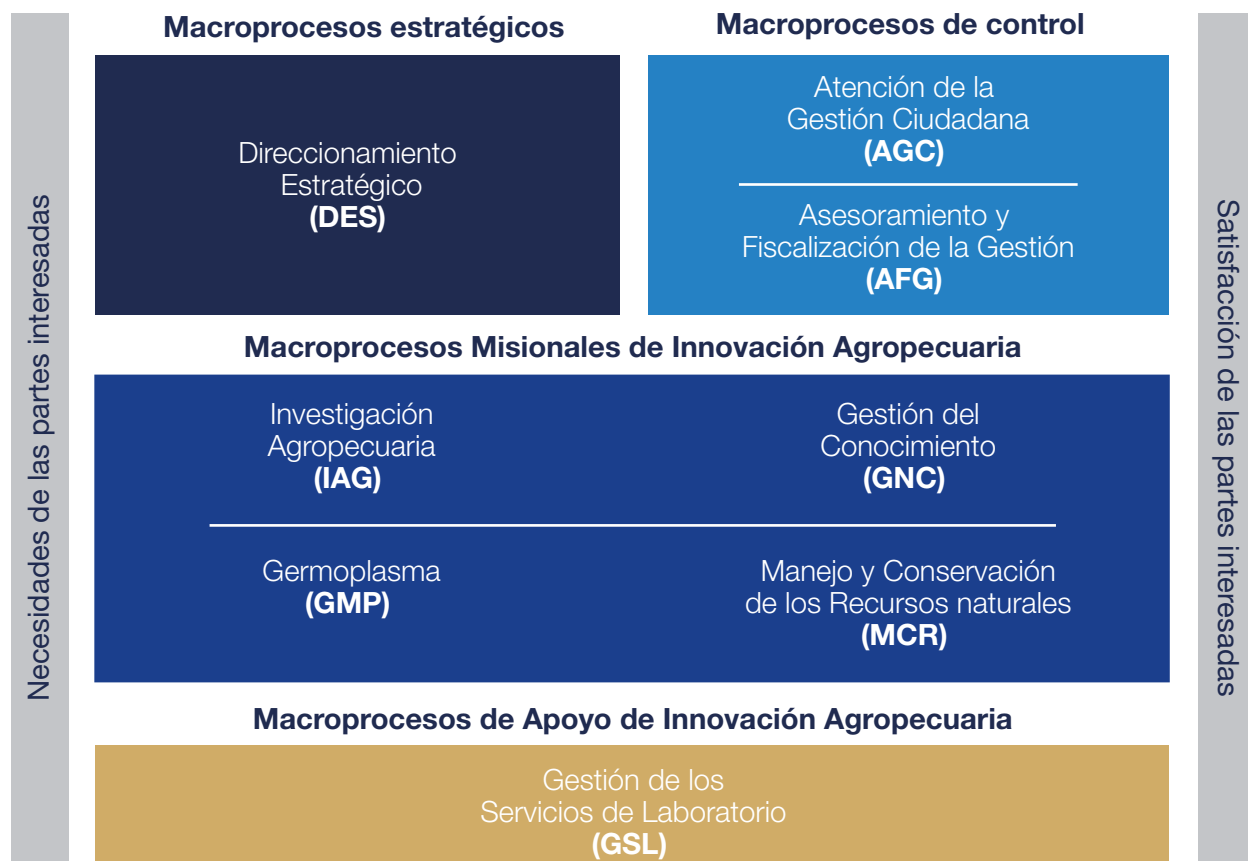 Necesidades de las partes interesadas
Macroprocesos estratégicos
Direccionamiento
Estratégico
(DES)
Macroprocesos de control
Atención de la
Gestión Ciudadana
(AGC)
Asesoramiento y
Fiscalización de la Gestión
(AFG)
Macroprocesos Misionales de Innovación Agropecuaria
Investigación
Agropecuaria
(IAG)
Gestión del
Conocimiento
(GNC)
Germoplasma
(GMP)
Manejo y Conservación
de los Recursos naturales
(MCR)
Macroprocesos de Apoyo de Innovación Agropecuaria
Gestión de los
Servicios de Laboratorio
(GSL)
Satisfacción de las partes interesadas